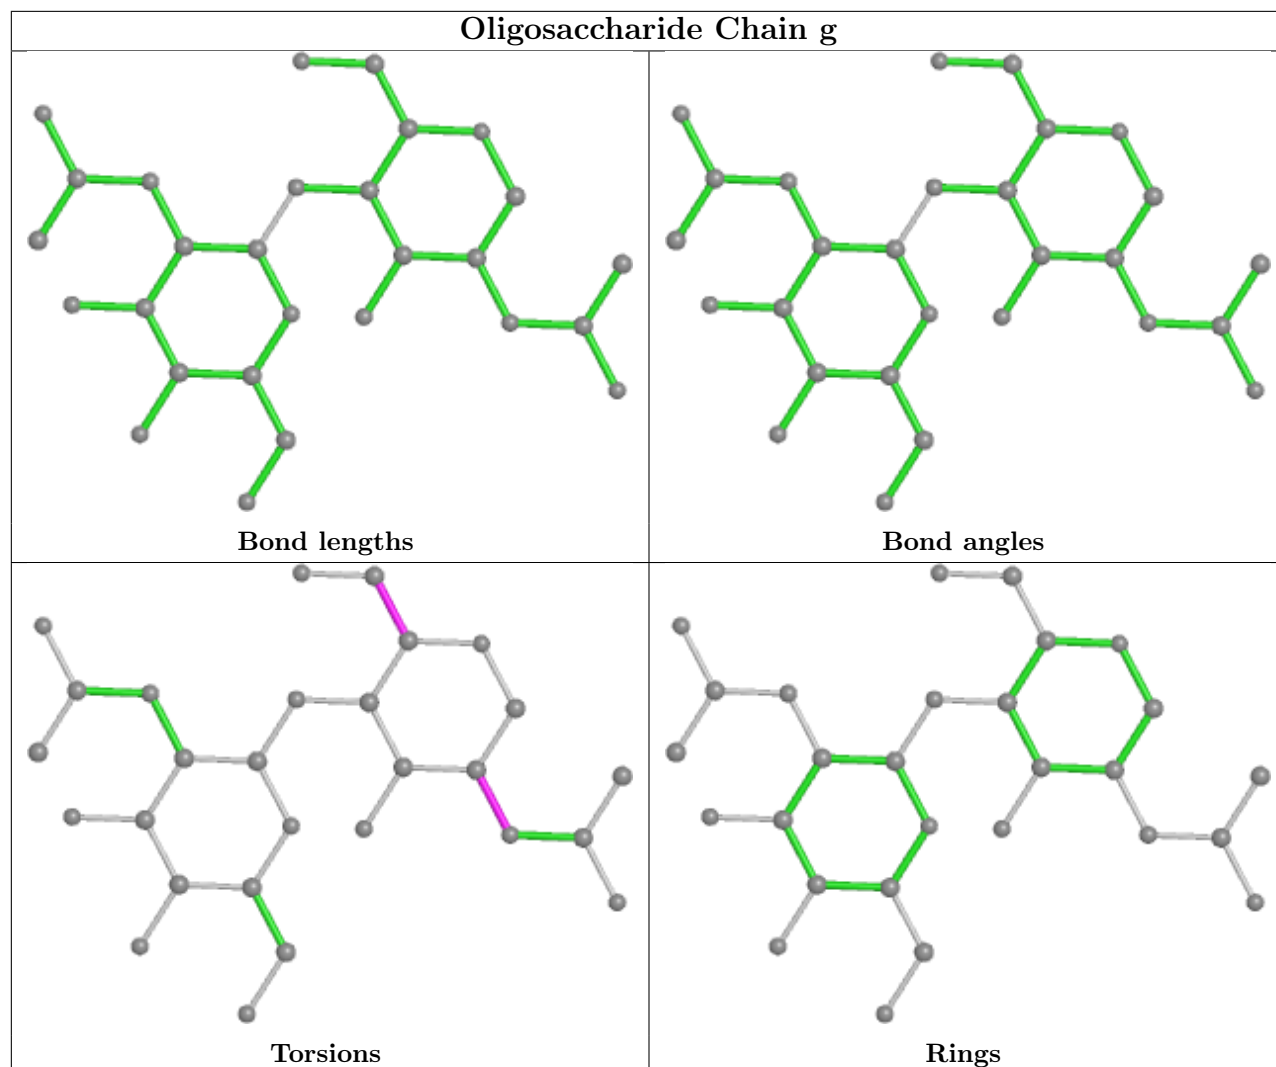 Oligosaccharide Chain g
Bond lengths
Bond angles
Torsions
Rings